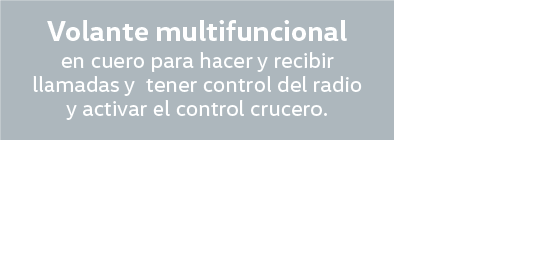 Volante multifuncional
en cuero para hacer y recibir
llamadas y  tener control del radio
y activar el control crucero.